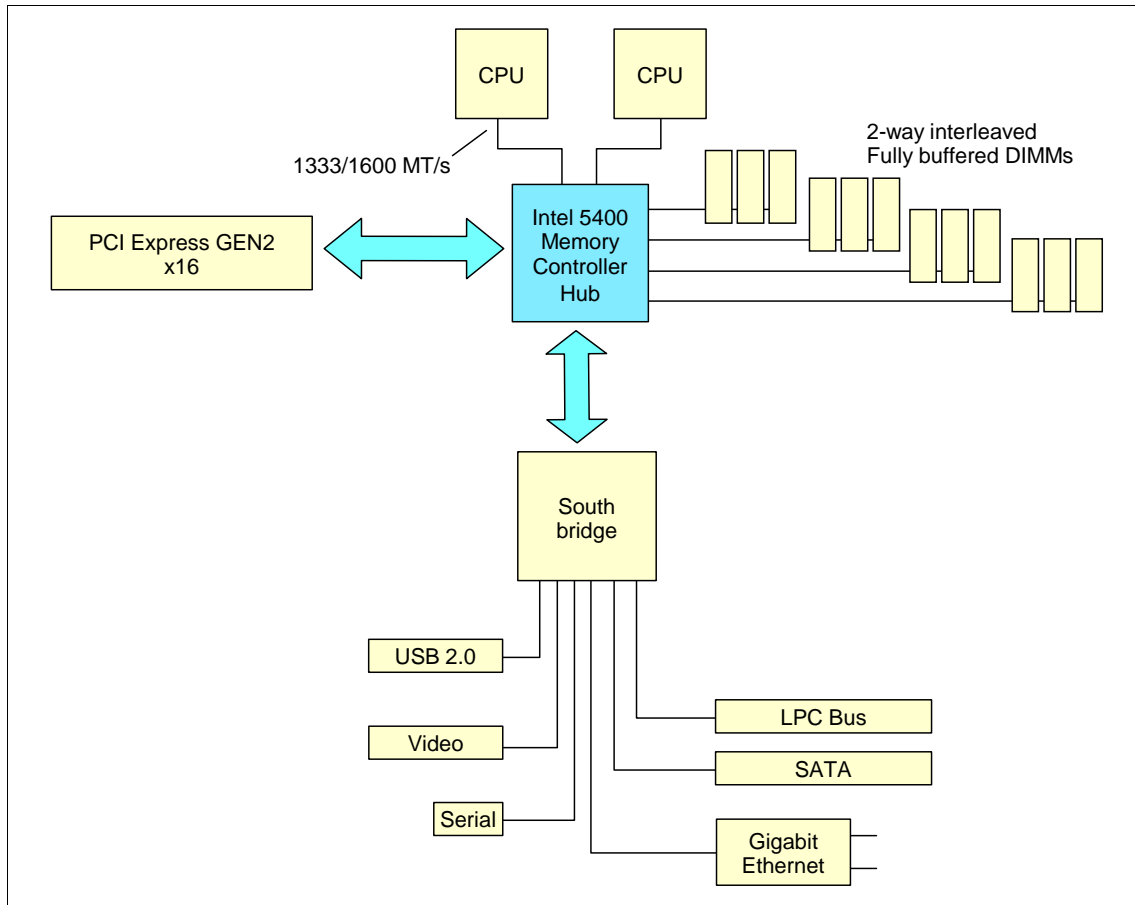 CPU
CPU
2-way interleaved
Fully buffered DIMMs
1333/1600 MT/s
PCI Express GEN2
x16
Intel 5400
Memory
Controller
Hub
South
bridge
USB 2.0
LPC Bus
Video
SATA
Serial
Gigabit
Ethernet